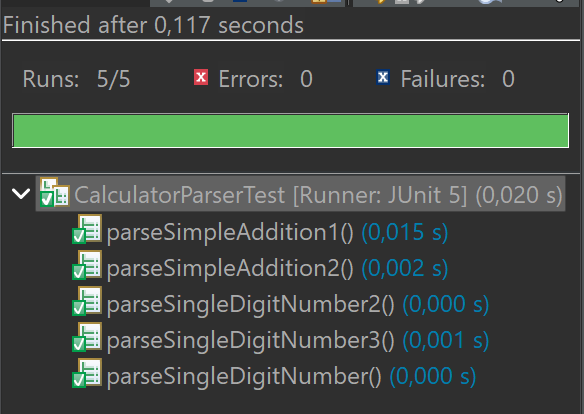 Finished after 0,117 seconds
Runs: 5/5 Errors: 0 Failures: 0
CalculatorParserTest [Runner: JUnit 5] (0,020 s)
parseSimpleAddition1() (0,015 s)
parseSimpleAddition2() (0,002 s)
parseSingleDigitNumber2() (0,000 s)
parseSingleDigitNumber3() (0,001 s)
parseSingleDigitNumber() (0,000 s)